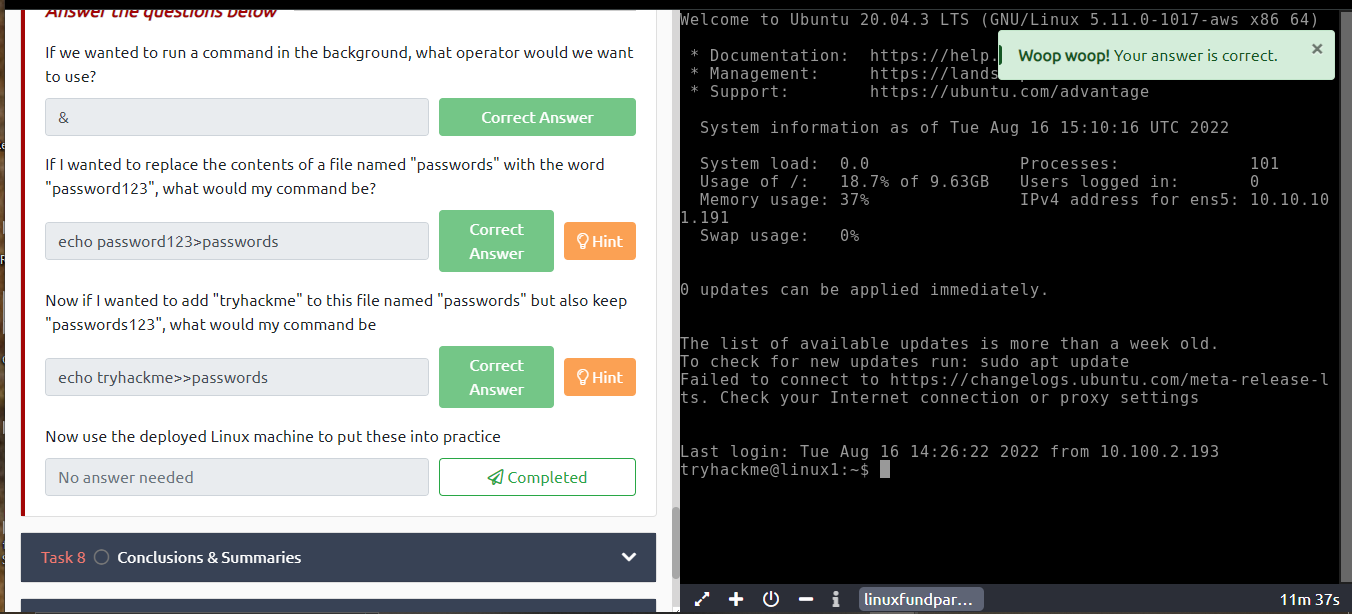 Answer the questions below
If we wanted to run a command in the background, what operator would we want
to use?
&
Correct Answer
If I wanted to replace the contents of a file named "passwords" with the word
"password123", what would my command be?
echo password123>passwords
Correct
Answer
Hint
Now if I wanted to add "tryhackme" to this file named "passwords" but also keep
"passwords123", what would my command be
echo tryhackme>>passwords
Correct
Answer
Hint
Now use the deployed Linux machine to put these into practice
No answer needed
Completed
Task 8 Conclusions & Summaries
Welcome to Ubuntu 20.04.3 LTS (GNU/Linux 5.11.0-1017-aws x86 64)
Woop woop! Your answer is correct. ×
* Documentation: https://help.
* Management: https://lands
* Support: https://ubuntu.com/advantage
System information as of Tue Aug 16 15:10:16 UTC 2022
System load: 0.0 Processes: 101
Usage of /: 18.7% of 9.63GB Users logged in: 0
Memory usage: 37% IPv4 address for ens5: 10.10.10
1.191
Swap usage: 0%
0 updates can be applied immediately.
The list of available updates is more than a week old.
To check for new updates run: sudo apt update
Failed to connect to https://changelogs.ubuntu.com/meta-release-l
ts. Check your Internet connection or proxy settings
Last login: Tue Aug 16 14:26:22 2022 from 10.100.2.193
tryhackme@linux1:~$
linuxfundpar...
11m 37s